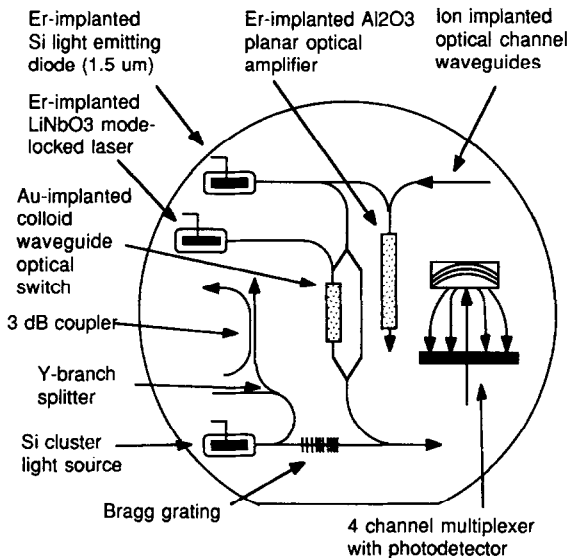 Er-implanted
Si light emitting
diode (1.5 um)
Er-implanted Al2O3
planar optical
amplifier
Ion implanted
optical channel
waveguides
Er-implanted
LiNbO3 mode-
locked laser
Au-implanted
colloid
waveguide
optical
switch
3 dB coupler
Y-branch
splitter
Si cluster
light source
Bragg grating
4 channel multiplexer
with photodetector